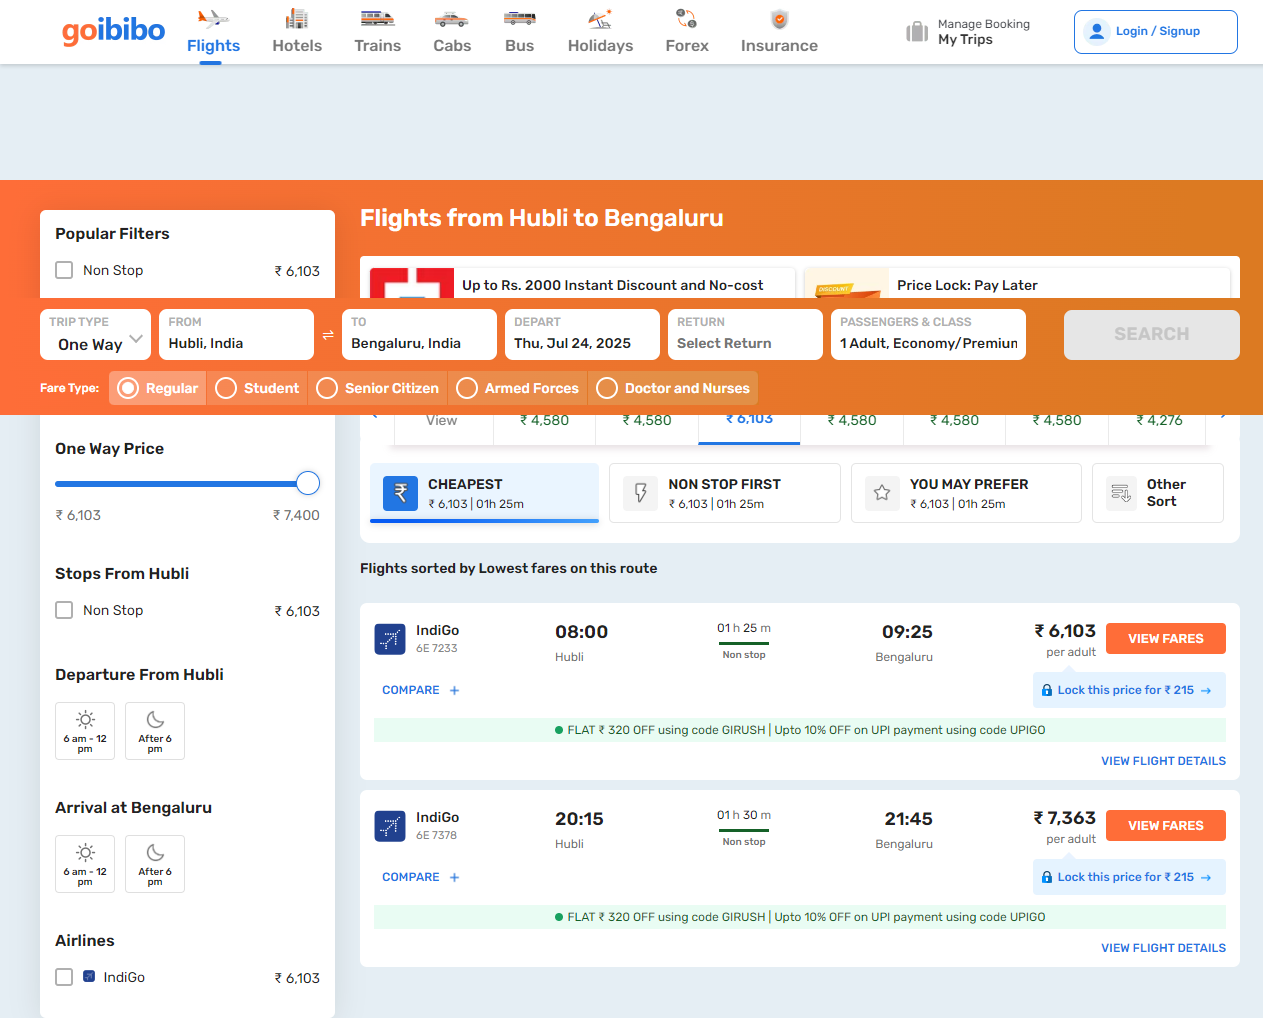 goibibo
Flights
Hotels
Trains
Cabs
Bus
Holidays
Forex
Insurance
Manage Booking
My Trips
Login / Signup
Flights from Hubli to Bengaluru
Popular Filters
Non Stop ₹ 6,103
Up to Rs. 2000 Instant Discount and No-cost
DISCOUNT
Price Lock: Pay Later
TRIP TYPE
One Way
FROM
Hubli, India
TO
Bengaluru, India
DEPART
Thu, Jul 24, 2025
RETURN
Select Return
PASSENGERS & CLASS
1 Adult, Economy/Premiun
SEARCH
Fare Type:
Regular
Student
Senior Citizen
Armed Forces
Doctor and Nurses
View
₹ 4,580
₹ 4,580
₹ 6,103
₹ 4,580
₹ 4,580
₹ 4,580
₹ 4,276
One Way Price
₹ 6,103 ₹ 7,400
CHEAPEST
₹ 6,103 | 01h 25m
NON STOP FIRST
₹ 6,103 | 01h 25m
YOU MAY PREFER
₹ 6,103 | 01h 25m
Other
Sort
Stops From Hubli
Non Stop ₹ 6,103
Departure From Hubli
6 am - 12
pm
After 6
pm
Arrival at Bengaluru
6 am - 12
pm
After 6
pm
Airlines
IndiGo ₹ 6,103
Flights sorted by Lowest fares on this route
IndiGo
6E 7233
08:00
Hubli
01 h 25 m
Non stop
09:25
Bengaluru
₹ 6,103
per adult
VIEW FARES
COMPARE +
Lock this price for ₹ 215 →
FLAT ₹ 320 OFF using code GIRUSH | Upto 10% OFF on UPI payment using code UPIGO
VIEW FLIGHT DETAILS
IndiGo
6E 7378
20:15
Hubli
01 h 30 m
Non stop
21:45
Bengaluru
₹ 7,363
per adult
VIEW FARES
COMPARE +
Lock this price for ₹ 215 →
FLAT ₹ 320 OFF using code GIRUSH | Upto 10% OFF on UPI payment using code UPIGO
VIEW FLIGHT DETAILS